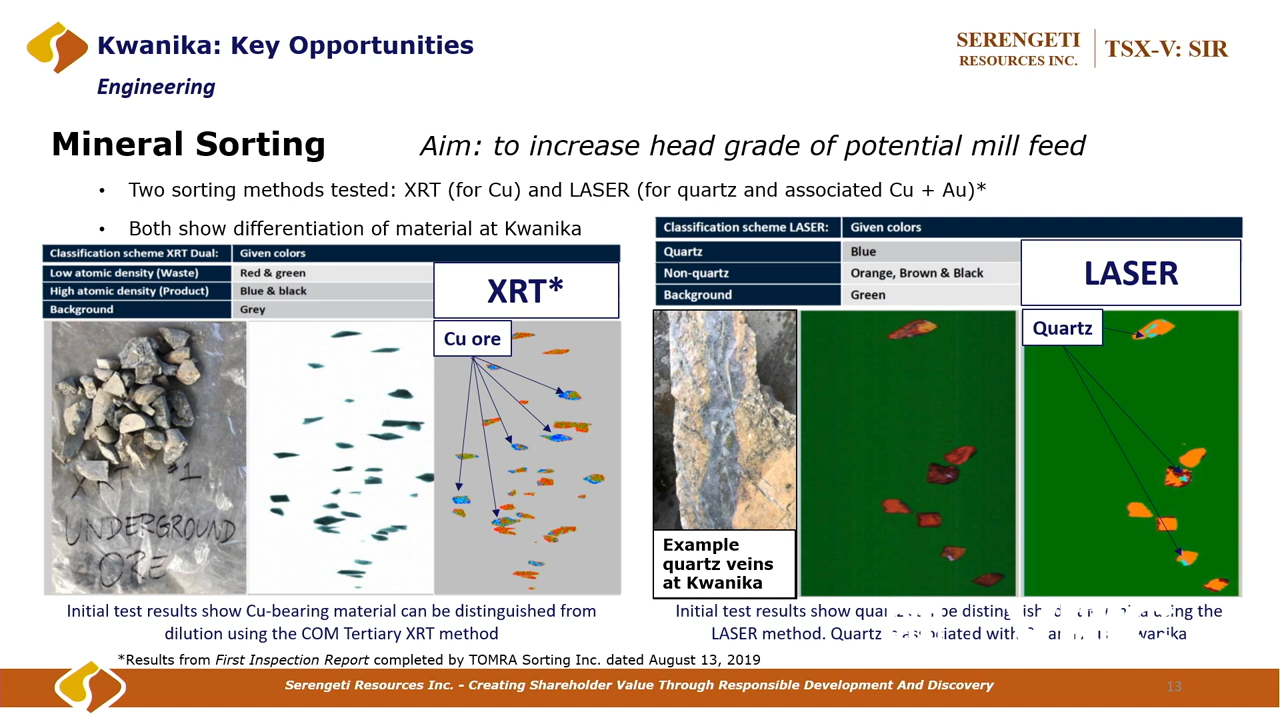 Kwanika: Key Opportunities
Engineering
SERENGETI
RESOURCES INC.
TSX-V: SIR
Mineral Sorting
Aim: to increase head grade of potential mill feed
• Two sorting methods tested: XRT (for Cu) and LASER (for quartz and associated Cu + Au)*
• Both show differentiation of material at Kwanika
Classification scheme XRT Dual: Given colors
Low atomic density (Waste) Red & green
High atomic density (Product) Blue & black
Background Grey
XRT*
Cu ore
#1
UNDERGROUND
ORE
Initial test results show Cu-bearing material can be distinguished from
dilution using the COM Tertiary XRT method
Classification scheme LASER: Given colors
Quartz Blue
Non-quartz Orange, Brown & Black
Background Green
LASER
Quartz
Example
quartz veins
at Kwanika
Initial test results show be using the
LASER method. Quartz associated with
*Results from First Inspection Report completed by TOMRA Sorting Inc. dated August 13, 2019
Serengeti Resources Inc. - Creating Shareholder Value Through Responsible Development And Discovery
13